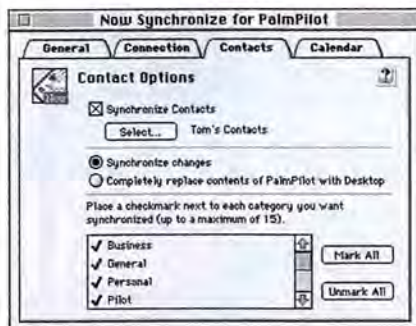 Now Synchronize for PalmPilot
General Connection Contacts Calendar
Contact Options
Synchronize Contacts
Select... Tom's Contacts
Synchronize changes
Completely replace contents of PalmPilot with Desktop
Place a checkmark next to each category you want
synchronized (up to a maximum of 15).
Business
General
Personal
Pilot
Mark All
Unmark All